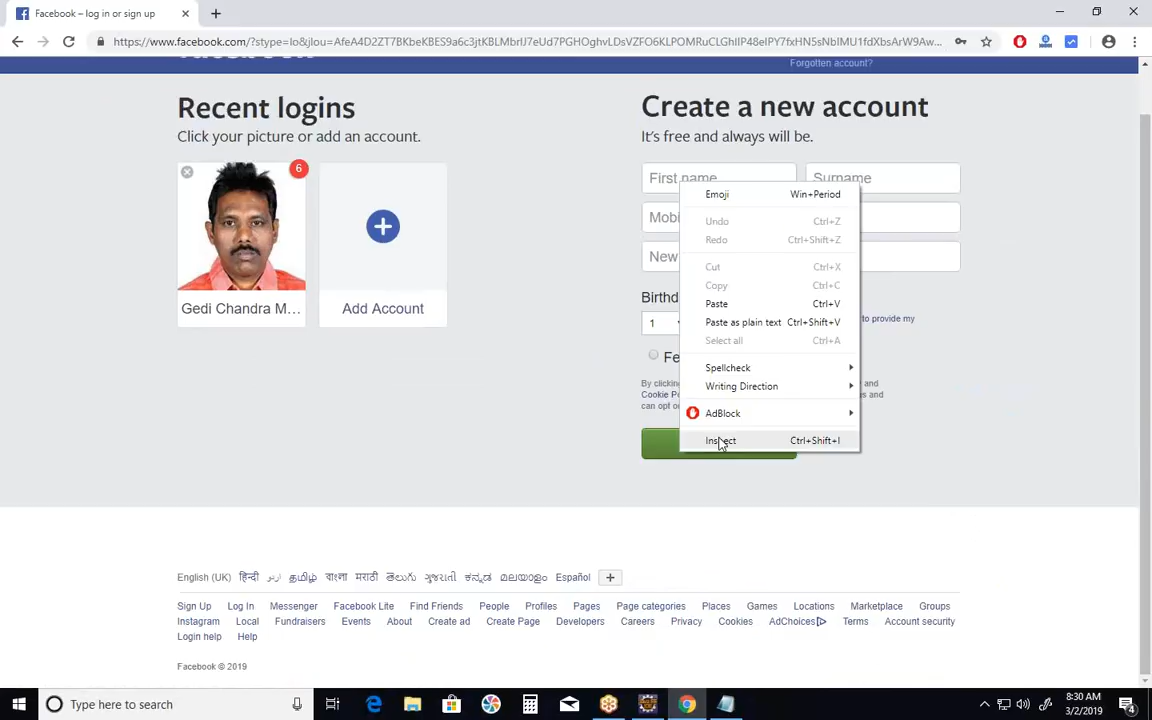 Facebook – log in or sign up
https://www.facebook.com/?stype=lo&jlou=AfeA4D2ZT7BKbeKBES9a6c3jtKBLMbrIJ7eUd7PGHOghvLDsVZFO6KLPOMRuCLGhIlP48eIPY7fxHN5sNbIMU1fdXbsArW9Aw...
Forgotten account?
Recent logins
Click your picture or add an account.
6
Gedi Chandra M...
Add Account
Create a new account
It's free and always will be.
First name
Surname
Mobi
New
Birthd
1
to provide my
Fe
By clickin
and
Cookie Po
s and
can opt o
Emoji Win+Period
Undo Ctrl+Z
Redo Ctrl+Shift+Z
Cut Ctrl+X
Copy Ctrl+C
Paste Ctrl+V
Paste as plain text Ctrl+Shift+V
Select all Ctrl+A
Spellcheck
Writing Direction
AdBlock
Inspect Ctrl+Shift+I
English (UK) हिन्दी اردو தமிழ் বাংলা मराठी తెలుగు ગુજરાતી ಕನ್ನಡ മലയാളം Español
Sign Up Log In Messenger Facebook Lite Find Friends People Profiles Pages Page categories Places Games Locations Marketplace Groups
Instagram Local Fundraisers Events About Create ad Create Page Developers Careers Privacy Cookies AdChoices Terms Account security
Login help Help
Facebook © 2019
Type here to search
8:30 AM
3/2/2019
4